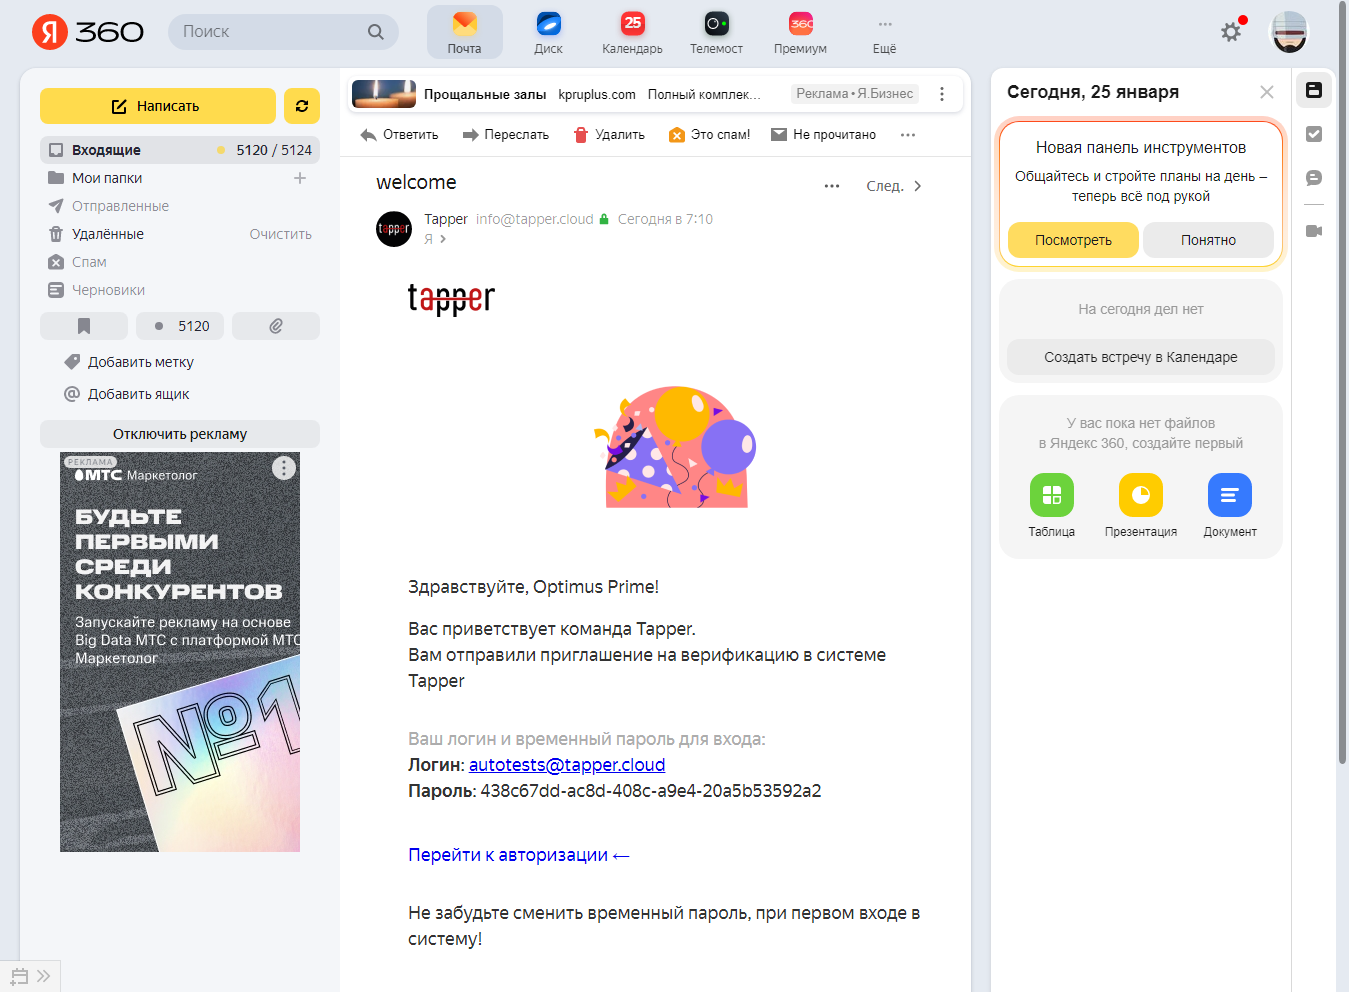 Я 360
Поиск
Почта
Диск
25
Календарь
Телемост
360
Премиум
Ещё
Написать
Входящие
5120 / 5124
Мои папки
Отправленные
Удалённые
Очистить
Спам
Черновики
5120
Добавить метку
Добавить ящик
Отключить рекламу
РЕКЛАМА
МТС Маркетолог
БУДЬТЕ
ПЕРВЫМИ
СРЕДИ
КОНКУРЕНТОВ
Запускайте рекламу на основе
Big Data МТС с платформой МТС
Маркетолог
№1
Прощальные залы kpruplus.com Полный комплек...
Реклама • Я.Бизнес
Ответить
Переслать
Удалить
Это спам!
Не прочитано
welcome
След.
tapper
Tapper info@tapper.cloud Сегодня в 7:10
Я
tapper
Здравствуйте, Optimus Prime!
Вас приветствует команда Tapper.
Вам отправили приглашение на верификацию в системе
Tapper
Ваш логин и временный пароль для входа:
Логин: autotests@tapper.cloud
Пароль: 438c67dd-ac8d-408c-a9e4-20a5b53592a2
Перейти к авторизации ←
Не забудьте сменить временный пароль, при первом входе в
систему!
Сегодня, 25 января
Новая панель инструментов
Общайтесь и стройте планы на день –
теперь всё под рукой
Посмотреть
Понятно
На сегодня дел нет
Создать встречу в Календаре
У вас пока нет файлов
в Яндекс 360, создайте первый
Таблица
Презентация
Документ